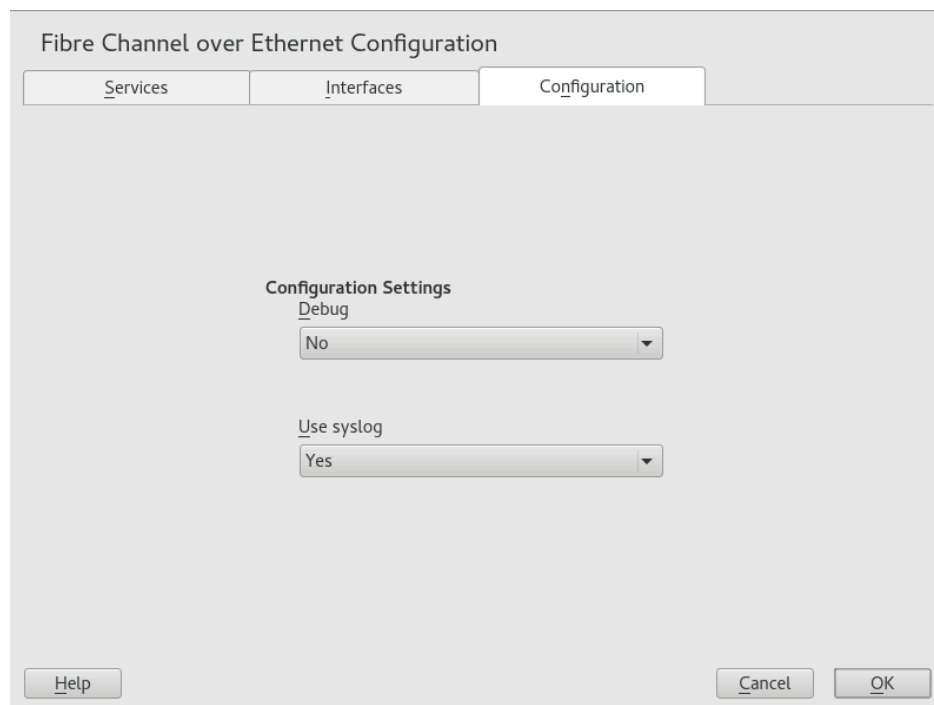 Fibre Channel over Ethernet Configuration
Services Interfaces Configuration
Configuration Settings
Debug
No
Use syslog
Yes
Help Cancel OK